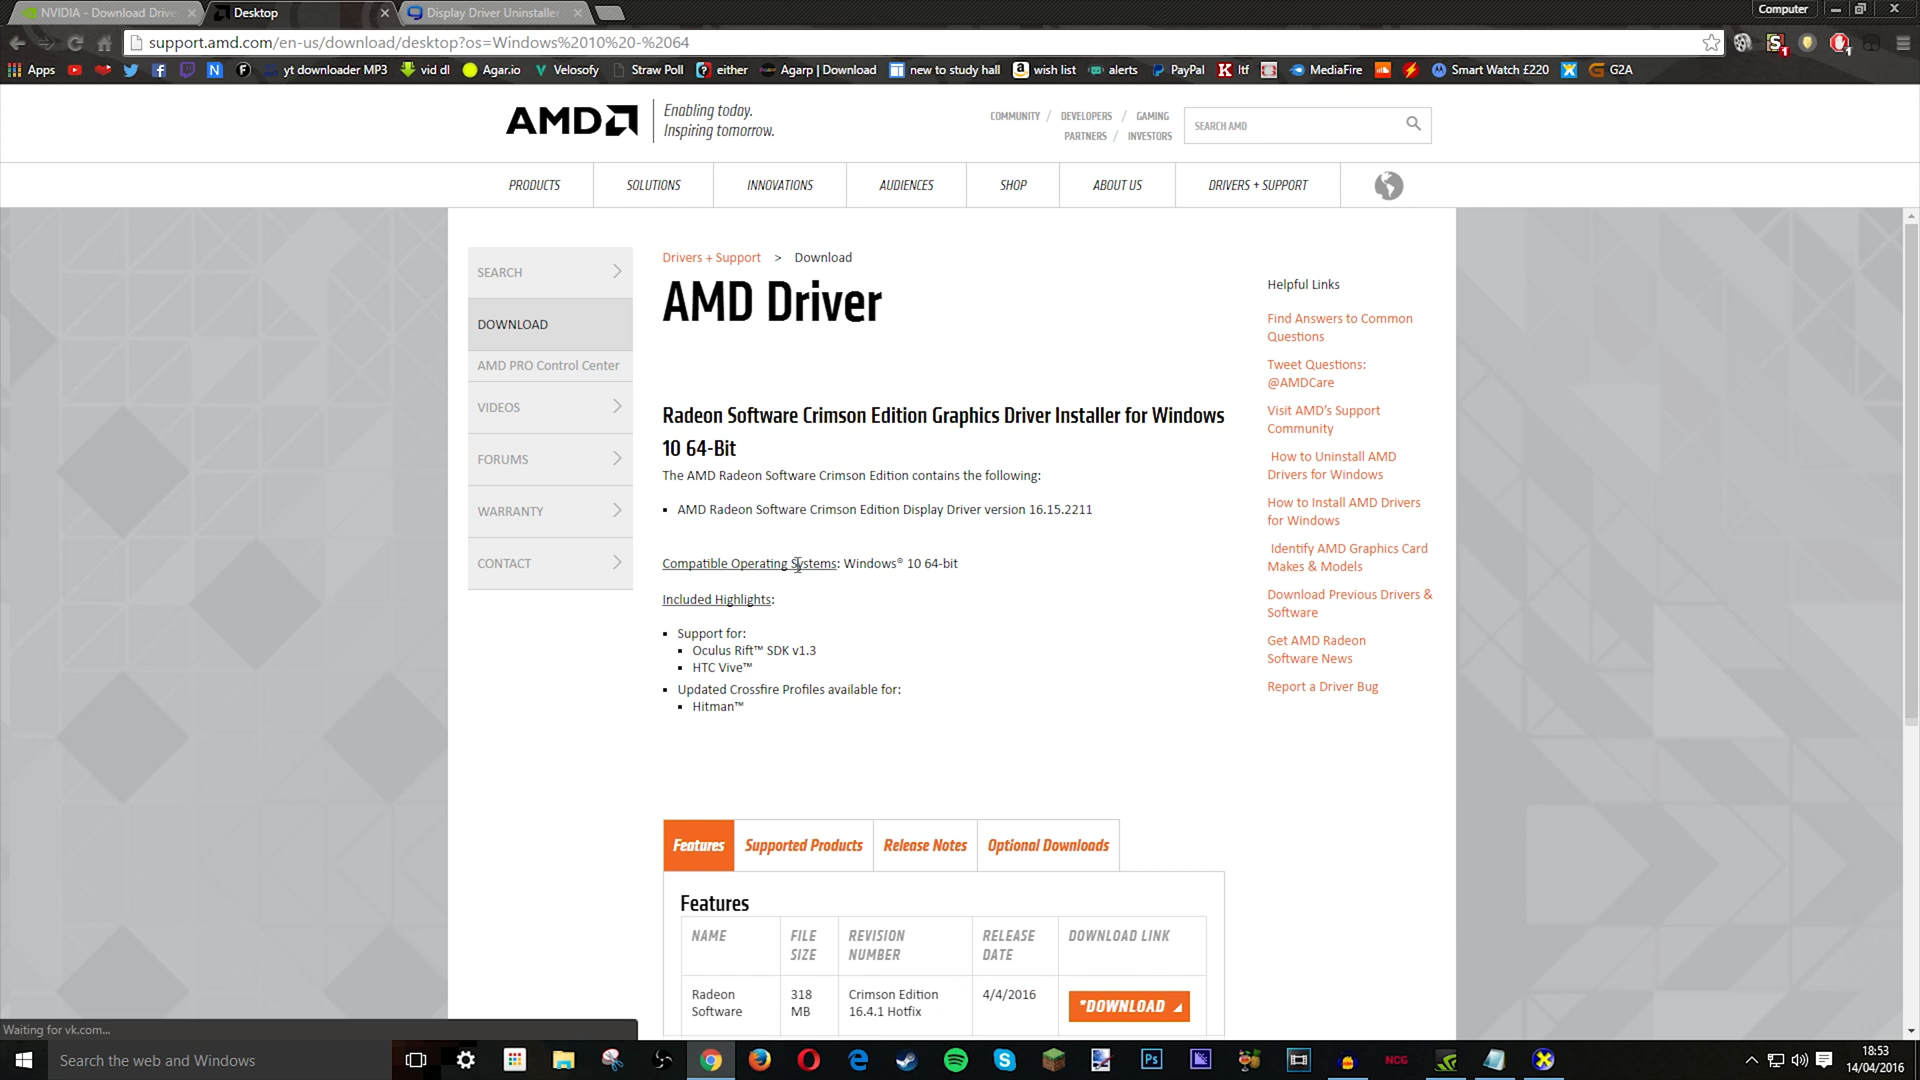 NVIDIA - Download Drive
Desktop
Display Driver Uninstaller
Computer
support.amd.com/en-us/download/desktop?os=Windows%2010%20-%2064
Apps
yt downloader MP3
vid dl
Agar.io
Velosofy
Straw Poll
either
Agarp | Download
new to study hall
wish list
alerts
PayPal
ltf
MediaFire
Smart Watch £220
G2A
AMD
Enabling today.
Inspiring tomorrow.
COMMUNITY / DEVELOPERS / GAMING
PARTNERS / INVESTORS
SEARCH AMD
PRODUCTS
SOLUTIONS
INNOVATIONS
AUDIENCES
SHOP
ABOUT US
DRIVERS + SUPPORT
SEARCH
DOWNLOAD
AMD PRO Control Center
VIDEOS
FORUMS
WARRANTY
CONTACT
Drivers + Support > Download
AMD Driver
Radeon Software Crimson Edition Graphics Driver Installer for Windows
10 64-Bit
The AMD Radeon Software Crimson Edition contains the following:
AMD Radeon Software Crimson Edition Display Driver version 16.15.2211
Compatible Operating Systems: Windows® 10 64-bit
Included Highlights:
Support for:
Oculus Rift™ SDK v1.3
HTC Vive™
Updated Crossfire Profiles available for:
Hitman™
Helpful Links
Find Answers to Common
Questions
Tweet Questions:
@AMDCare
Visit AMD’s Support
Community
How to Uninstall AMD
Drivers for Windows
How to Install AMD Drivers
for Windows
Identify AMD Graphics Card
Makes & Models
Download Previous Drivers &
Software
Get AMD Radeon
Software News
Report a Driver Bug
Features
Supported Products
Release Notes
Optional Downloads
Features
NAME
FILE
SIZE
REVISION
NUMBER
RELEASE
DATE
DOWNLOAD LINK
Radeon
Software
318
MB
Crimson Edition
16.4.1 Hotfix
4/4/2016
*DOWNLOAD
Waiting for vk.com...
Search the web and Windows
Ps
NCG
18:53
14/04/2016